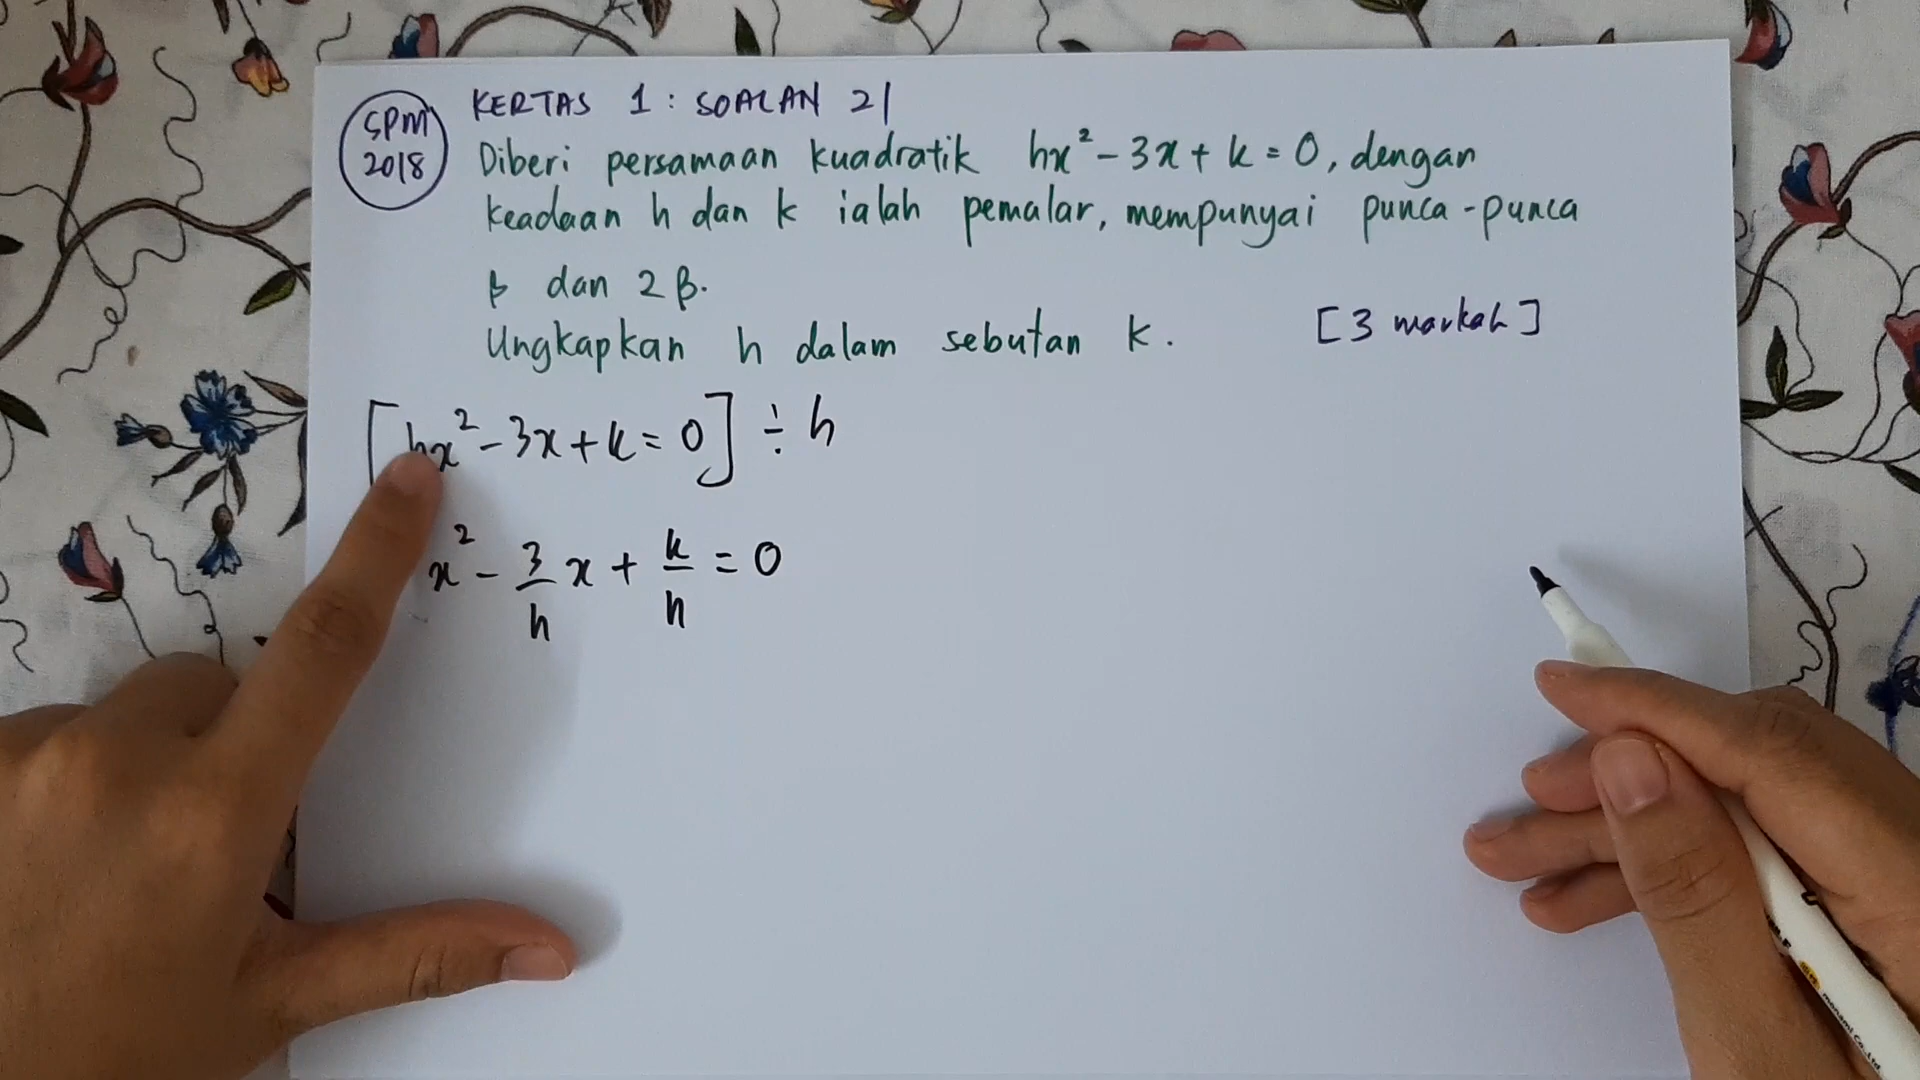 SPM
2018
KERTAS 1 : SOALAN 21
Diberi persamaan kuadratik hx² - 3x + k = 0, dengan
keadaan h dan k ialah pemalar, mempunyai punca-punca
β dan 2β.
Ungkapkan h dalam sebutan k. [3 markah]
[hx² - 3x + k = 0] ÷ h
x² - 3/h x + k/h = 0